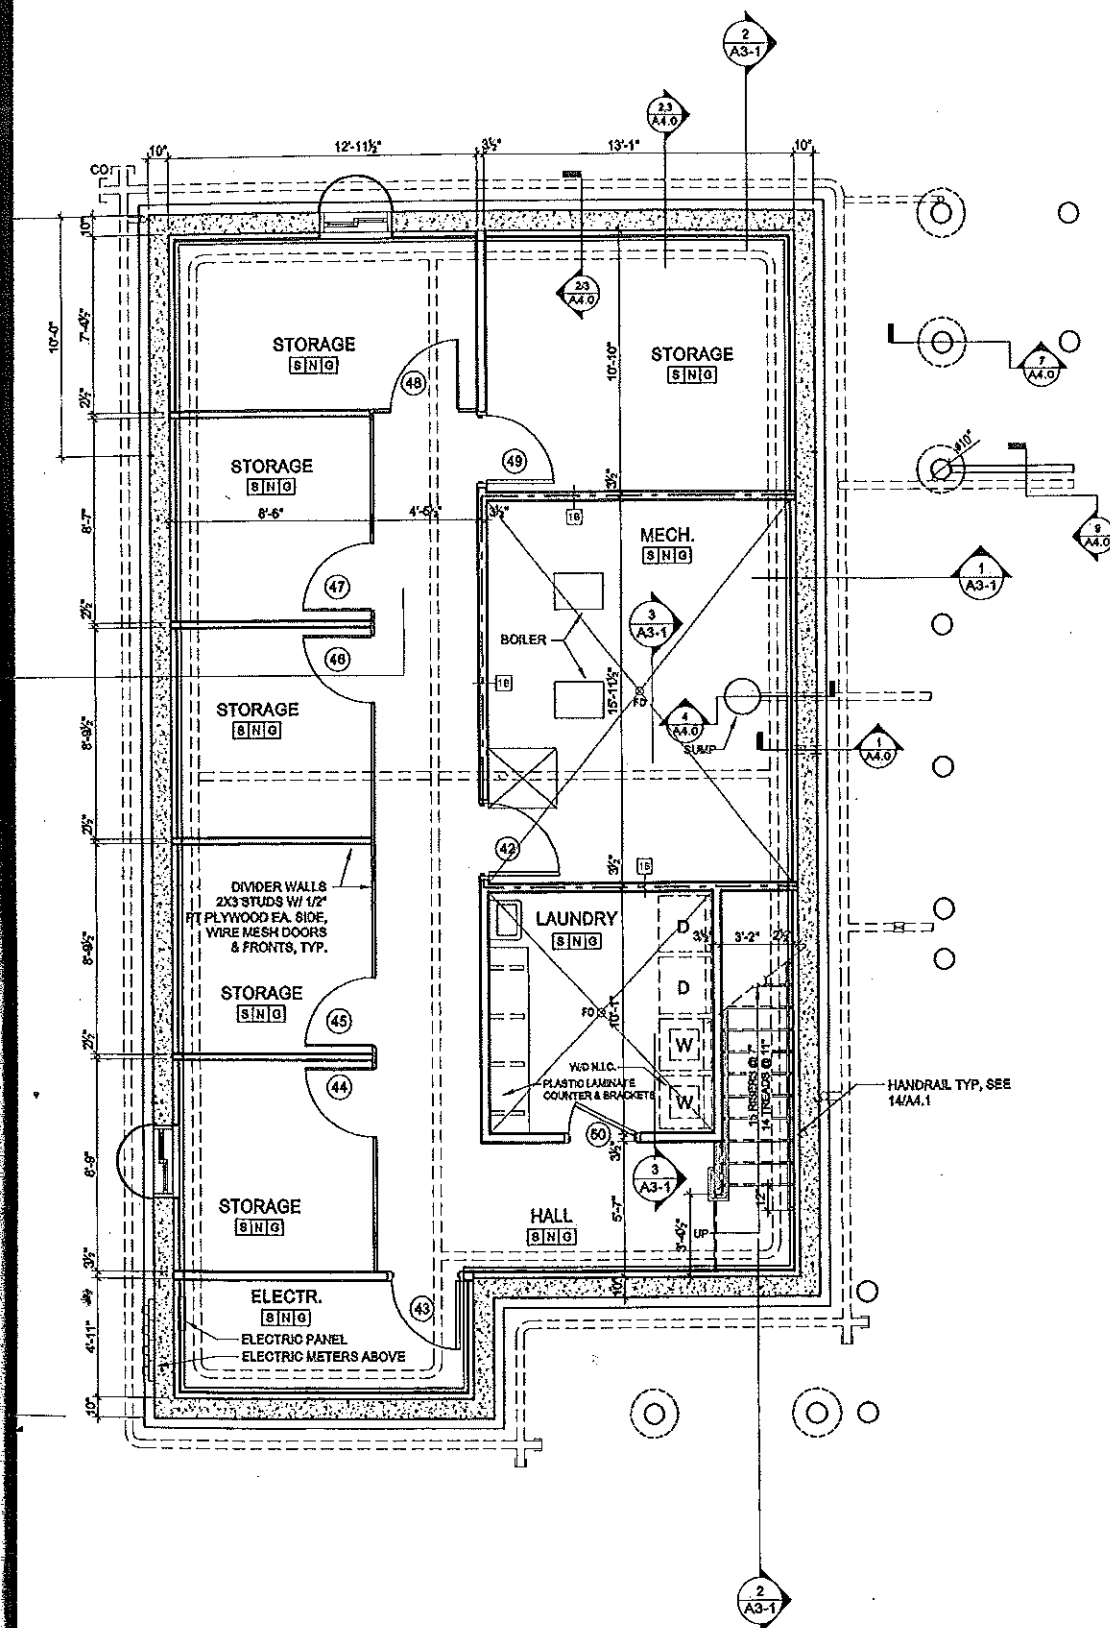 2
A3-1
2,3
A4.0
10"
12'-11½"
3½"
13'-1"
10"
CO
10"
10'-0"
7'-4½"
2½"
2/3
A4.0
STORAGE
S N G
STORAGE
S N G
10'-10"
7
A4.0
48
49
STORAGE
S N G
8'-6"
4'-5½"
3½"
3½"
ø10"
8'-7"
MECH.
S N G
9
A4.0
1
A3-1
47
2½"
3
A3-1
BOILER
46
STORAGE
S N G
8'-9½"
15'-11½"
FD
4
A4.0
SUMP
1
A4.0
2½"
42
3½"
DIVIDER WALLS
2X3 STUDS W/ 1/2"
PT PLYWOOD EA. SIDE,
WIRE MESH DOORS
& FRONTS, TYP.
LAUNDRY
S N G
D
3½"
3'-2"
2½"
8'-9½"
STORAGE
S N G
D
FD
10'-1"
45
W
2½"
44
W/D N.I.C.
PLASTIC LAMINATE
COUNTER & BRACKETS
W
15 RISERS @ 7"
14 TREADS @ 11"
HANDRAIL TYP, SEE
14/A4.1
50
3½"
8'-9"
3
A3-1
12"
STORAGE
S N G
HALL
S N G
5'-7"
3'-4½"
UP
3½"
10"
ELECTR.
S N G
43
4'-11"
ELECTRIC PANEL
ELECTRIC METERS ABOVE
10"
2
A3-1